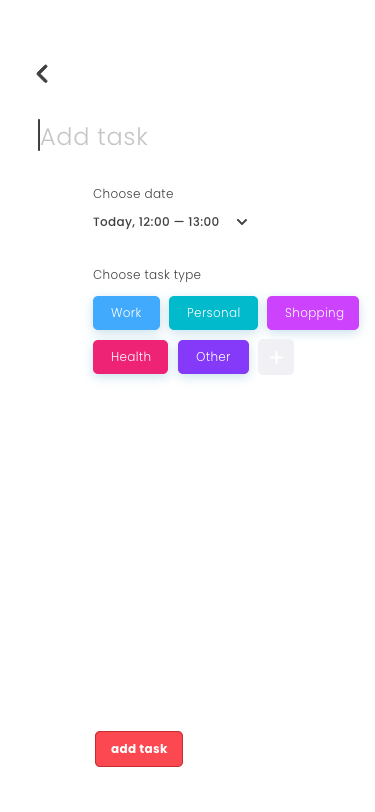 Add task
Choose date
Today, 12:00 — 13:00
Choose task type
Work Personal Shopping
Health Other +
add task